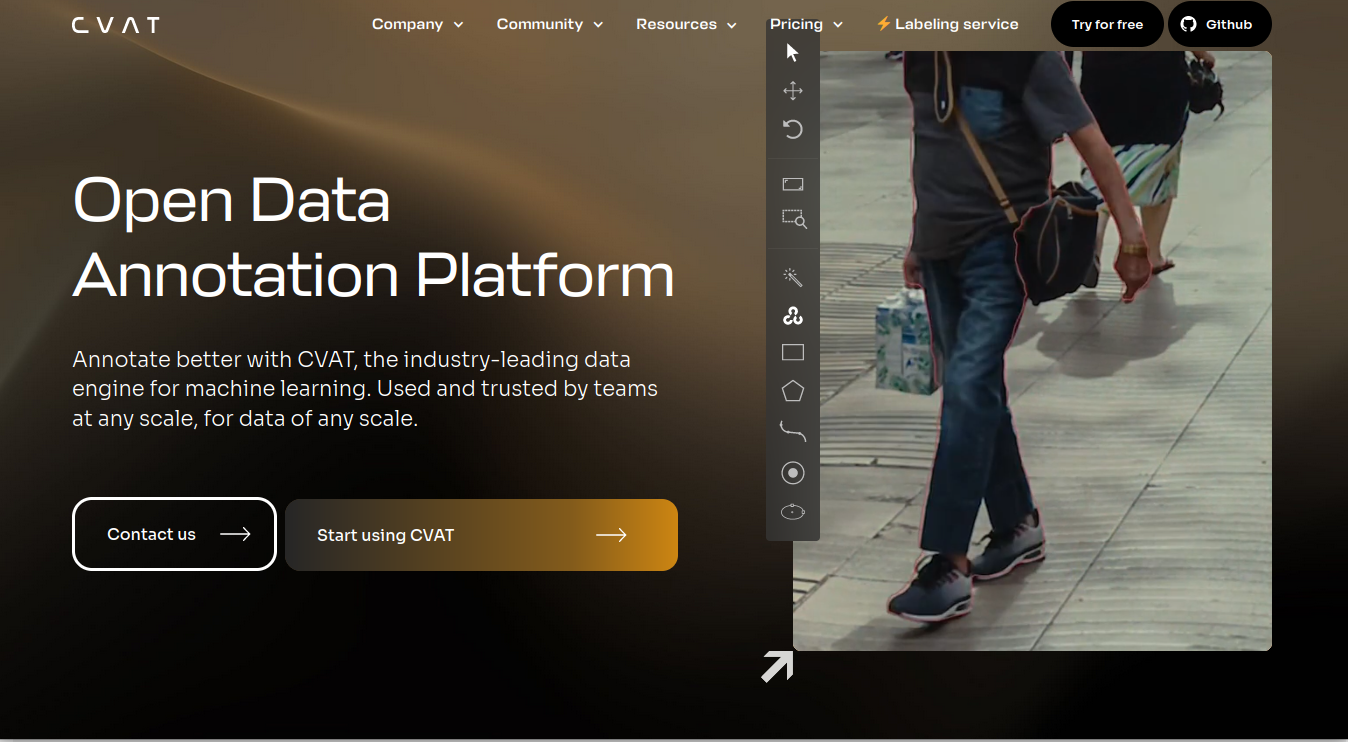 CVAT
Company
Community
Resources
Pricing
⚡ Labeling service
Try for free
GIthub
Open Data
Annotation Platform
Annotate better with CVAT, the industry-leading data
engine for machine learning. Used and trusted by teams
at any scale, for data of any scale.
Contact us
Start using CVAT